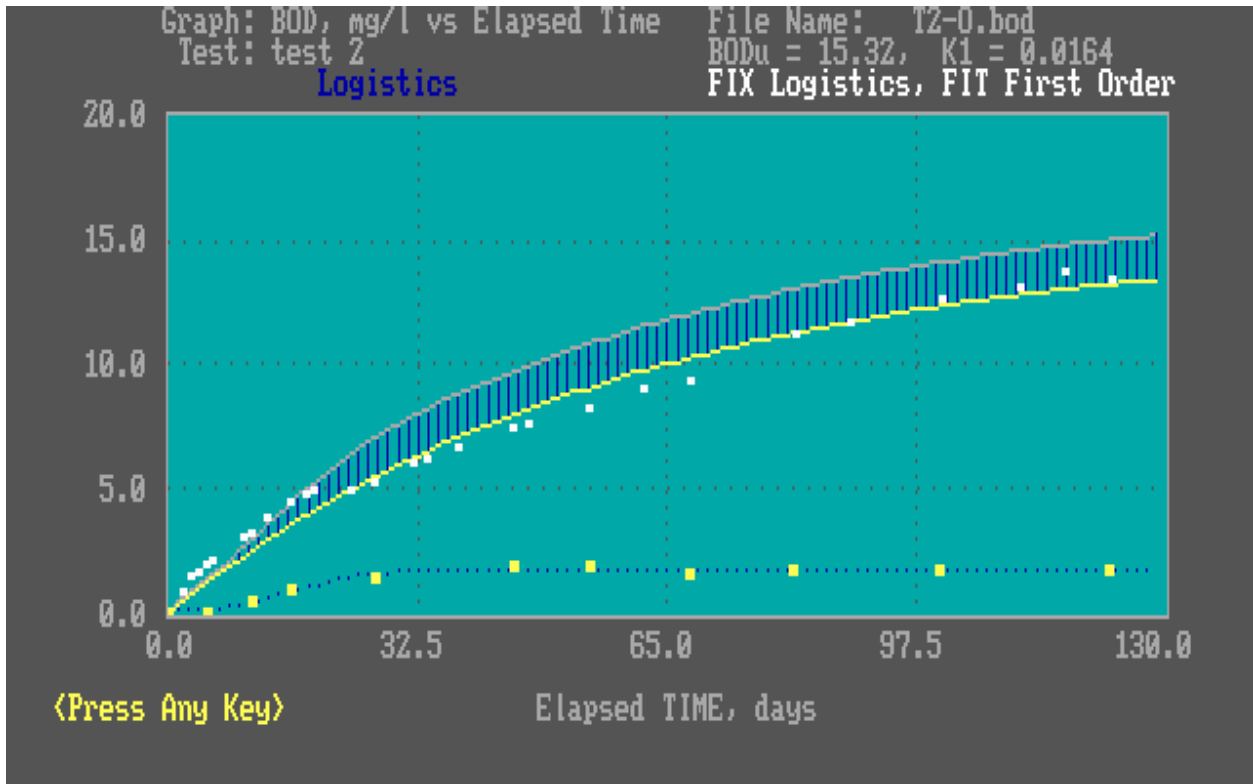 Graph: BOD, mg/l vs Elapsed Time File Name: T2-O.bod
Test: test 2 BODu = 15.32, K1 = 0.0164
Logistics FIX Logistics, FIT First Order
20.0
15.0
10.0
5.0
0.0
0.0 32.5 65.0 97.5 130.0
<Press Any Key> Elapsed TIME, days